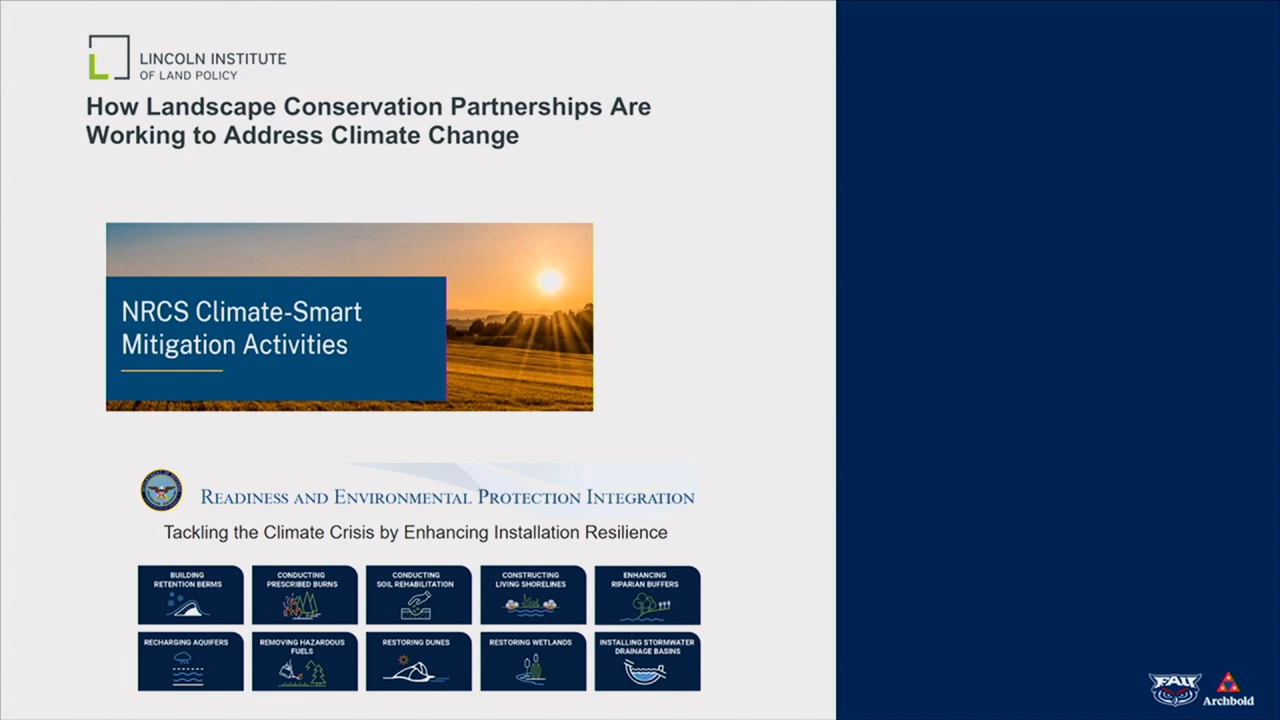 LINCOLN INSTITUTE
OF LAND POLICY
How Landscape Conservation Partnerships Are
Working to Address Climate Change
NRCS Climate-Smart
Mitigation Activities
READINESS AND ENVIRONMENTAL PROTECTION INTEGRATION
Tackling the Climate Crisis by Enhancing Installation Resilience
BUILDING
RETENTION BERMS
CONDUCTING
PRESCRIBED BURNS
CONDUCTING
SOIL REHABILITATION
CONSTRUCTING
LIVING SHORELINES
ENHANCING
RIPARIAN BUFFERS
RECHARGING AQUIFERS
REMOVING HAZARDOUS
FUELS
RESTORING DUNES
RESTORING WETLANDS
INSTALLING STORMWATER
DRAINAGE BASINS
FAU
Archbold